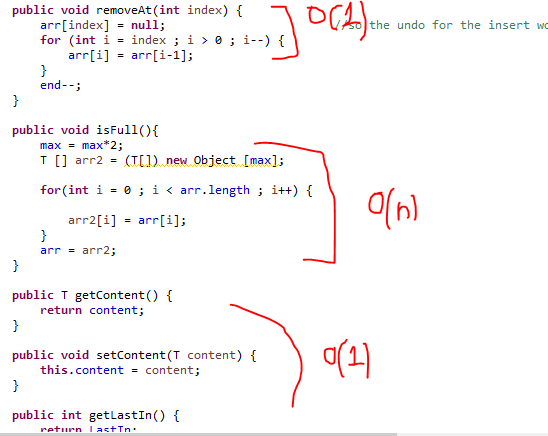 public void removeAt(int index) {
O(1)
arr[index] = null; //so the undo for the insert wo
for (int i = index ; i > 0 ; i--) {
arr[i] = arr[i-1];
}
end--;
}
public void isFull(){
max = max*2;
T [] arr2 = (T[]) new Object [max];
for(int i = 0 ; i < arr.length ; i++) {
O(n)
arr2[i] = arr[i];
}
arr = arr2;
}
public T getContent() {
return content;
}
public void setContent(T content) {
O(1)
this.content = content;
}
public int getLastIn() {
return LastIn;